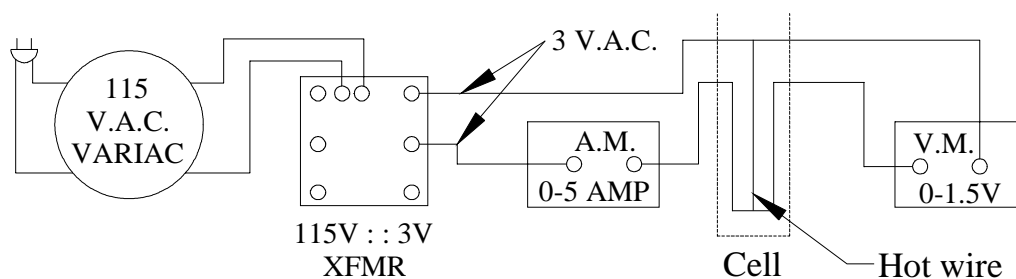 115
V.A.C.
VARIAC
115V : : 3V
XFMR
3 V.A.C.
A.M.
0-5 AMP
Cell
Hot wire
V.M.
0-1.5V